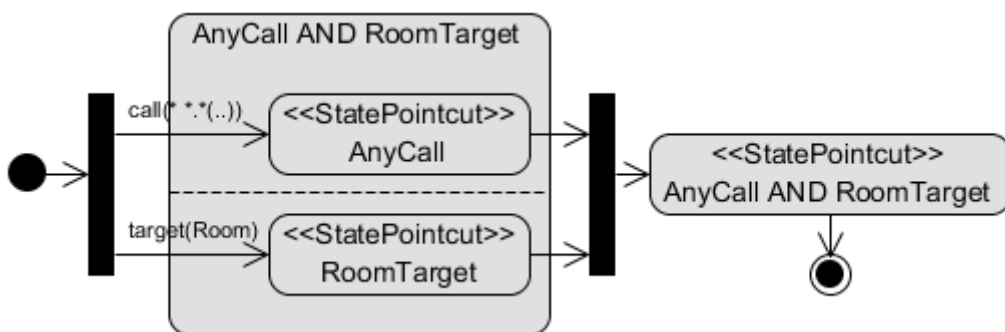 AnyCall AND RoomTarget
call(* *.*(..))
<<StatePointcut>>
AnyCall
<<StatePointcut>>
AnyCall AND RoomTarget
target(Room)
<<StatePointcut>>
RoomTarget